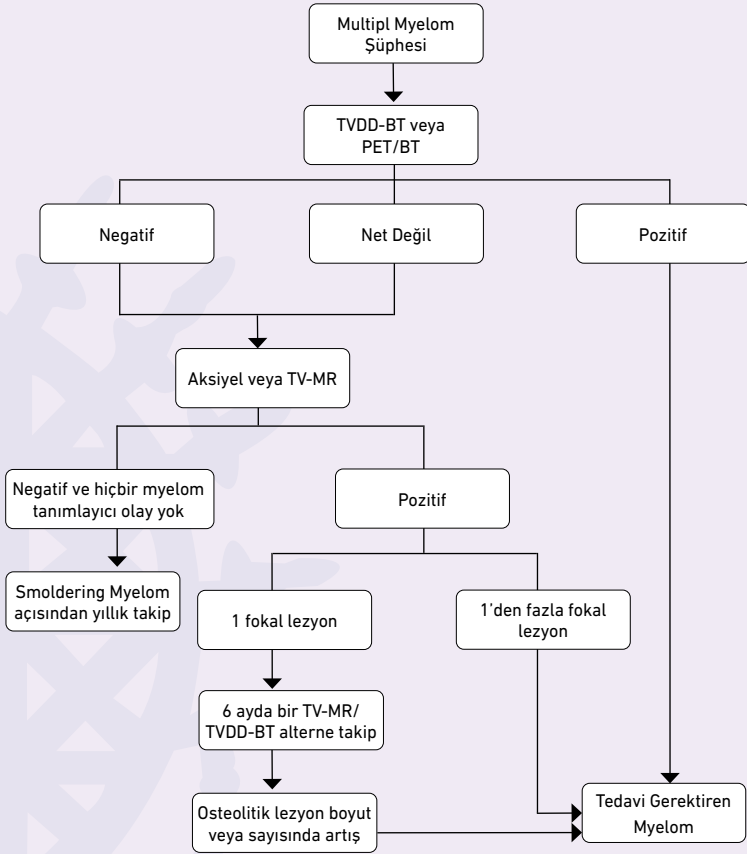 Multipl Myelom
Şüphesi
TVDD-BT veya
PET/BT
Negatif
Net Değil
Pozitif
Aksiyel veya TV-MR
Negatif ve hiçbir myelom
tanımlayıcı olay yok
Pozitif
Smoldering Myelom
açısından yıllık takip
1 fokal lezyon
1'den fazla fokal
lezyon
6 ayda bir TV-MR/
TVDD-BT alterne takip
Osteolitik lezyon boyut
veya sayısında artış
Tedavi Gerektiren
Myelom